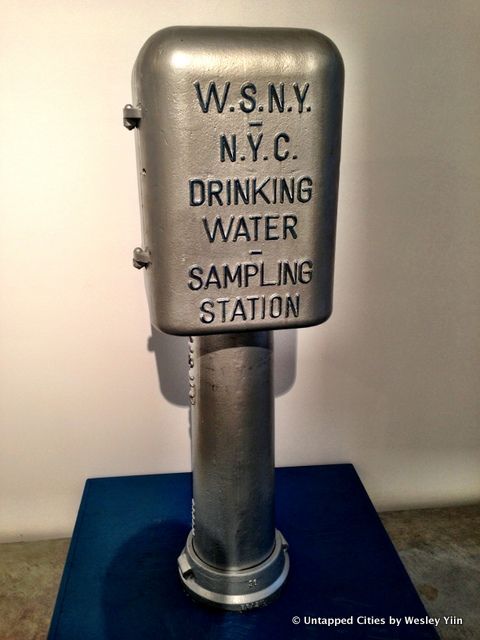 W.S.N.Y.
–
N.Y.C.
DRINKING
WATER
–
SAMPLING
STATION
© Untapped Cities by Wesley Yiin